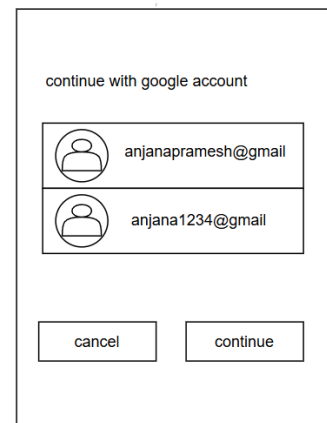 continue with google account
anjanapramesh@gmail
anjana1234@gmail
cancel
continue